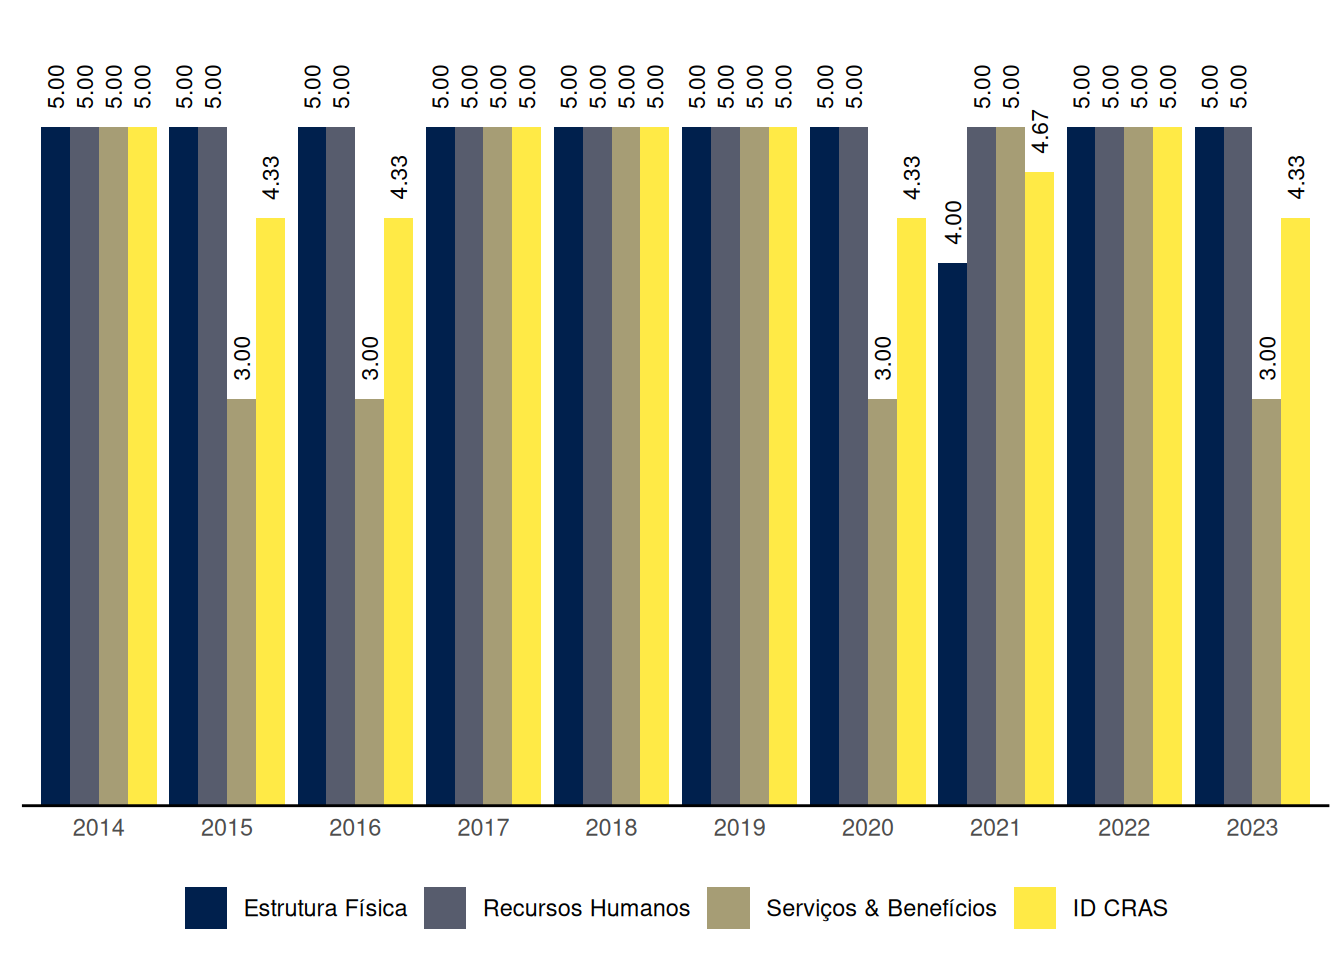 5.00 5.00 5.00 5.00 5.00 5.00 3.00 4.33 5.00 5.00 3.00 4.33 5.00 5.00 5.00 5.00 5.00 5.00 5.00 5.00 5.00 5.00 5.00 5.00 5.00 5.00 3.00 4.33 4.00 5.00 5.00 4.67 5.00 5.00 5.00 5.00 5.00 5.00 3.00 4.33
2014 2015 2016 2017 2018 2019 2020 2021 2022 2023
Estrutura Física Recursos Humanos Serviços & Benefícios ID CRAS